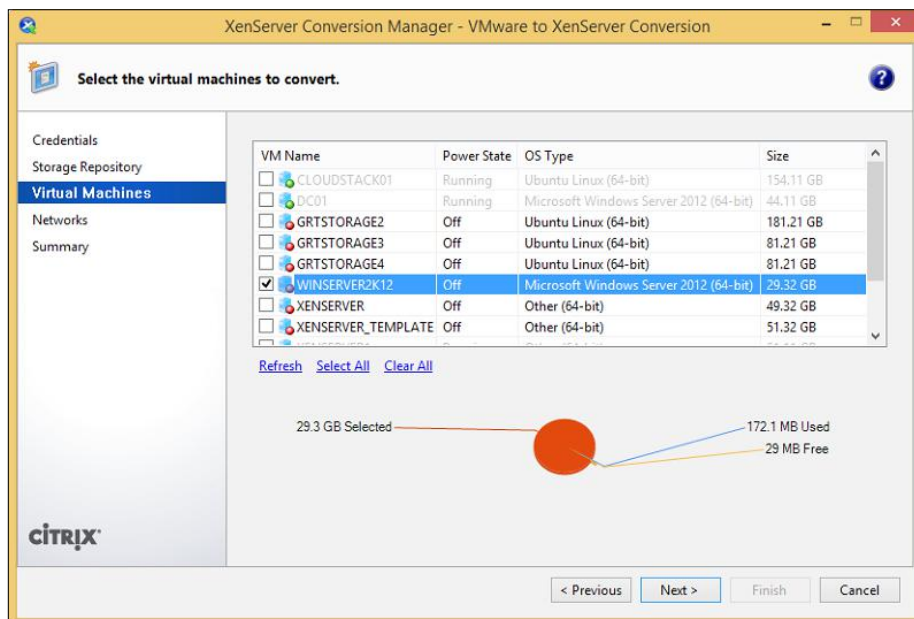 XenServer Conversion Manager - VMware to XenServer Conversion
Select the virtual machines to convert.
Credentials
Storage Repository
Virtual Machines
Networks
Summary
VM Name Power State OS Type Size
CLOUDSTACK01 Running Ubuntu Linux (64-bit) 154.11 GB
DC01 Running Microsoft Windows Server 2012 (64-bit) 44.11 GB
GRTSTORAGE2 Off Ubuntu Linux (64-bit) 181.21 GB
GRTSTORAGE3 Off Ubuntu Linux (64-bit) 81.21 GB
GRTSTORAGE4 Off Ubuntu Linux (64-bit) 81.21 GB
WINSERVER2K12 Off Microsoft Windows Server 2012 (64-bit) 29.32 GB
XENSERVER Off Other (64-bit) 49.32 GB
XENSERVER_TEMPLATE Off Other (64-bit) 51.32 GB
Refresh Select All Clear All
29.3 GB Selected
172.1 MB Used
29 MB Free
CITRIX
< Previous Next > Finish Cancel